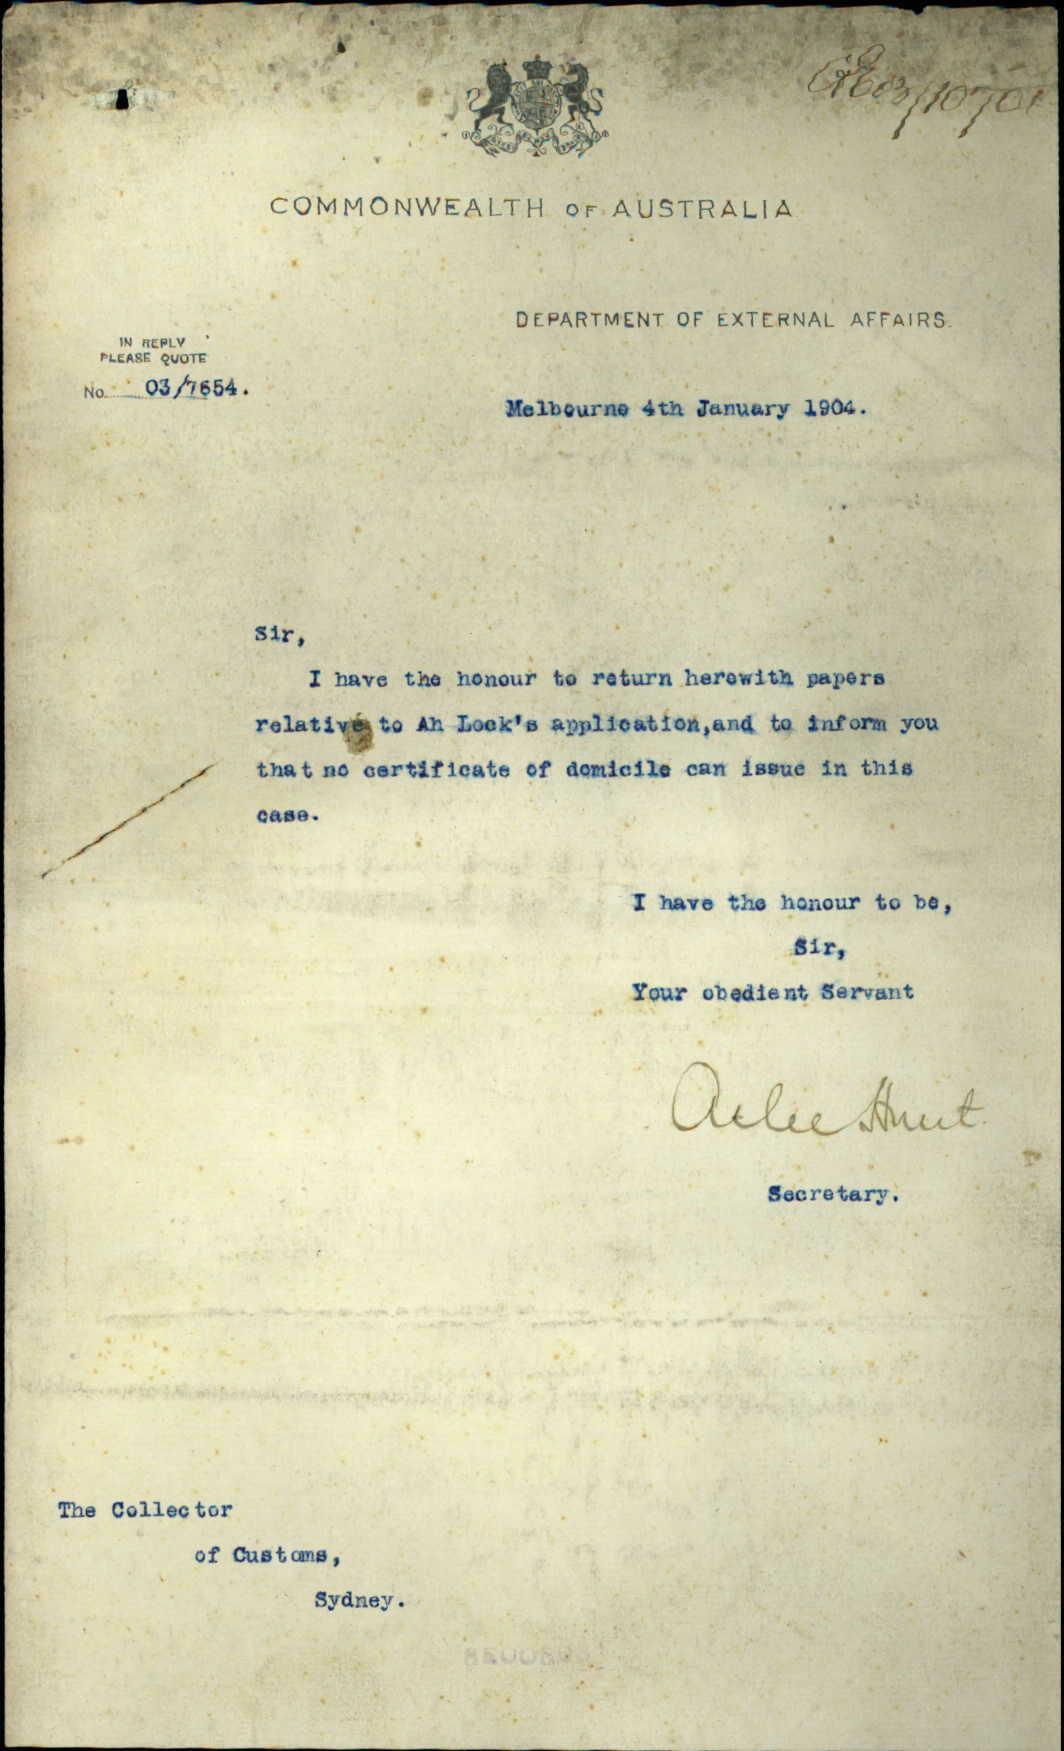 03/10701
COMMONWEALTH OF AUSTRALIA
DEPARTMENT OF EXTERNAL AFFAIRS.
IN REPLY
PLEASE QUOTE
No. 03/7654.
Melbourne 4th January 1904.
Sir,
I have the honour to return herewith papers
relative to Ah Lock's application,and to inform you
that no certificate of domicile can issue in this
case.
I have the honour to be,
Sir,
Your obedient Servant
Atlee Hunt
Secretary.
The Collector
of Customs,
Sydney.